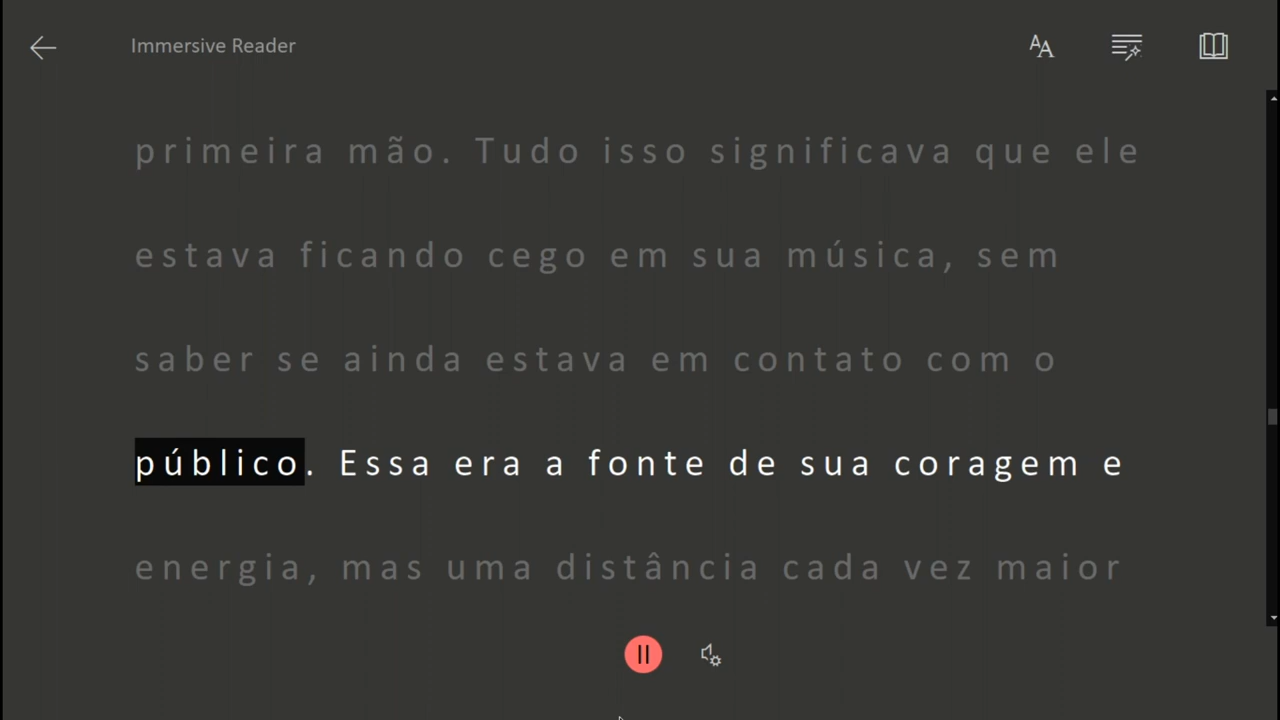 Immersive Reader
primeira mão. Tudo isso significava que ele
estava ficando cego em sua música, sem
saber se ainda estava em contato com o
público. Essa era a fonte de sua coragem e
energia, mas uma distância cada vez maior